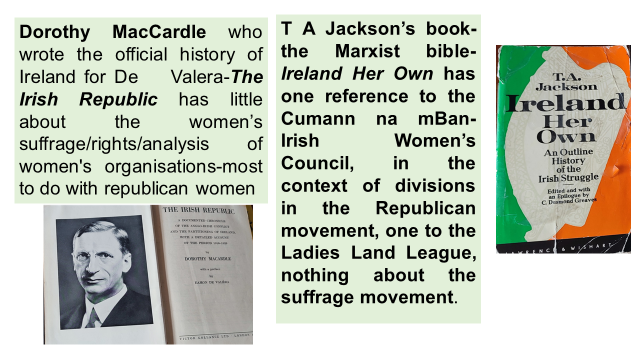 Dorothy MacCardle who
wrote the official history of
Ireland for De Valera-The
Irish Republic has little
about the women's
suffrage/rights/analysis of
women's organisations-most
to do with republican women
THE IRISH REPUBLIC
DOROTHY MACARDLE
EAMON DE VALERA
T A Jackson's book-
the Marxist bible-
Ireland Her Own has
one reference to the
Cumann na mBan-
Irish Women's
Council, in the
context of divisions
in the Republican
movement, one to the
Ladies Land League,
nothing about the
suffrage movement.
T.A.
Jackson
Ireland
Her
Own
An Outline
History
of the
Irish Struggle
Edited and with
an Epilogue by
C. Desmond Greaves
LAWRENCE & WISHART